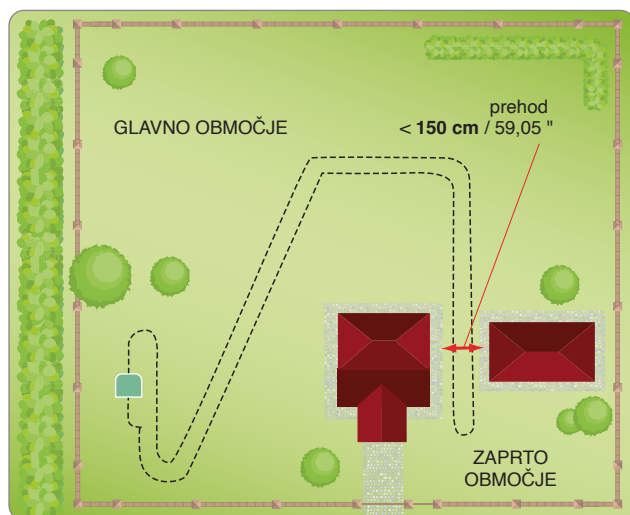 GLAVNO OBMOČJE
prehod
< 150 cm / 59,05 "
ZAPRTO
OBMOČJE